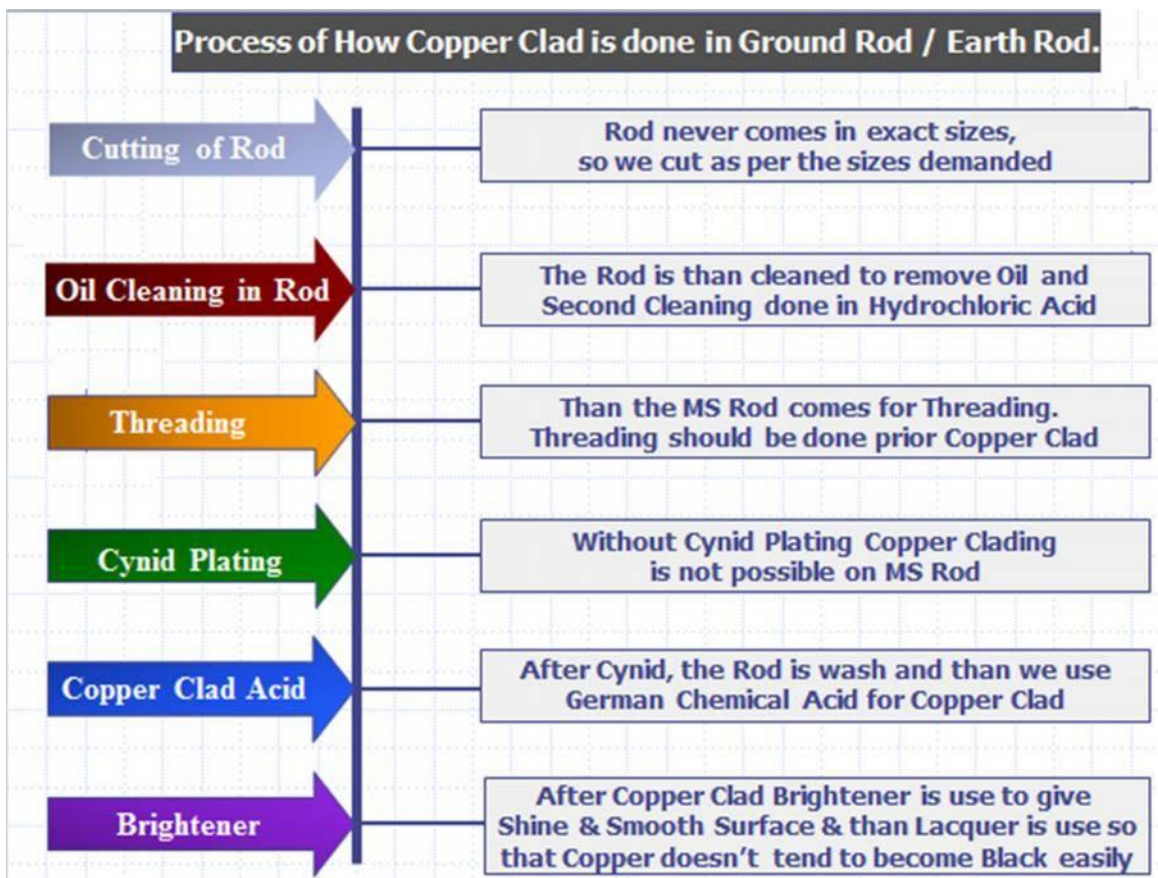 Process of How Copper Clad is done in Ground Rod / Earth Rod.
Cutting of Rod
Rod never comes in exact sizes,
so we cut as per the sizes demanded
Oil Cleaning in Rod
The Rod is than cleaned to remove Oil and
Second Cleaning done in Hydrochloric Acid
Threading
Than the MS Rod comes for Threading.
Threading should be done prior Copper Clad
Cynid Plating
Without Cynid Plating Copper Clading
is not possible on MS Rod
Copper Clad Acid
After Cynid, the Rod is wash and than we use
German Chemical Acid for Copper Clad
Brightener
After Copper Clad Brightener is use to give
Shine & Smooth Surface & than Lacquer is use so
that Copper doesn't tend to become Black easily